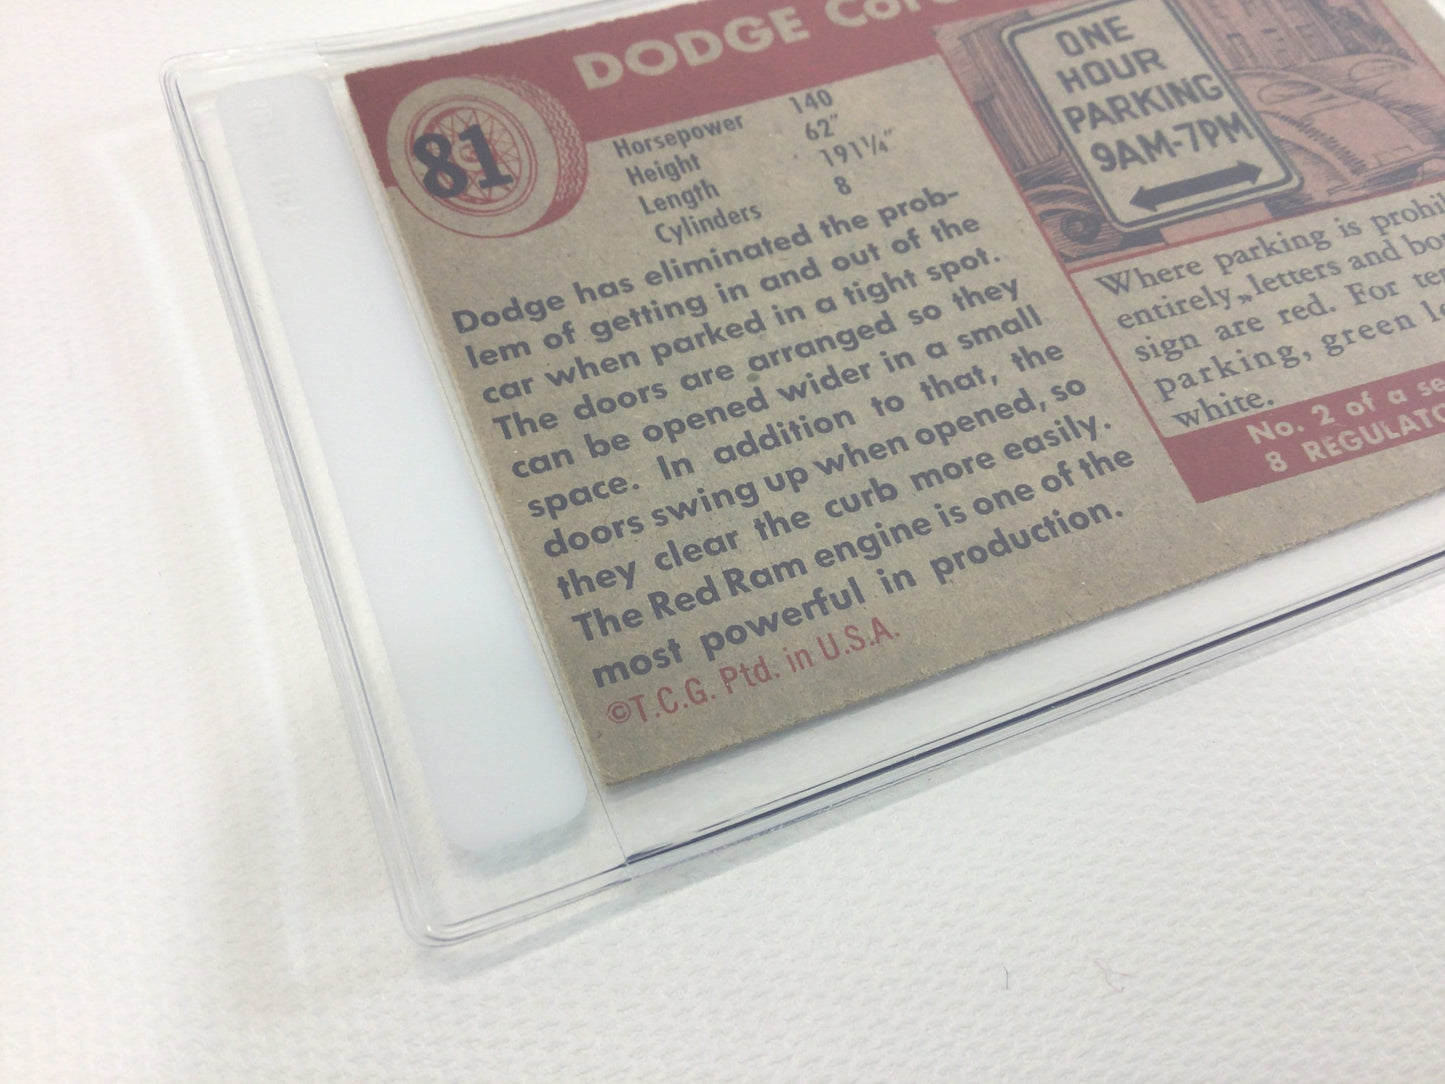 DODGE
81
Horsepower 140
Height 62"
Length 191¼"
Cylinders 8
Dodge has eliminated the prob-
lem of getting in and out of the
car when parked in a tight spot.
The doors are arranged so they
can be opened wider in a small
space. In addition to that, the
doors swing up when opened, so
they clear the curb more easily.
The Red Ram engine is one of the
most powerful in production.
©T.C.G. Ptd. in U.S.A.
ONE
HOUR
PARKING
9AM-7PM
Where parking is
entirely, letters and
sign are red. For
parking, green
white.
No. 2 of a
8